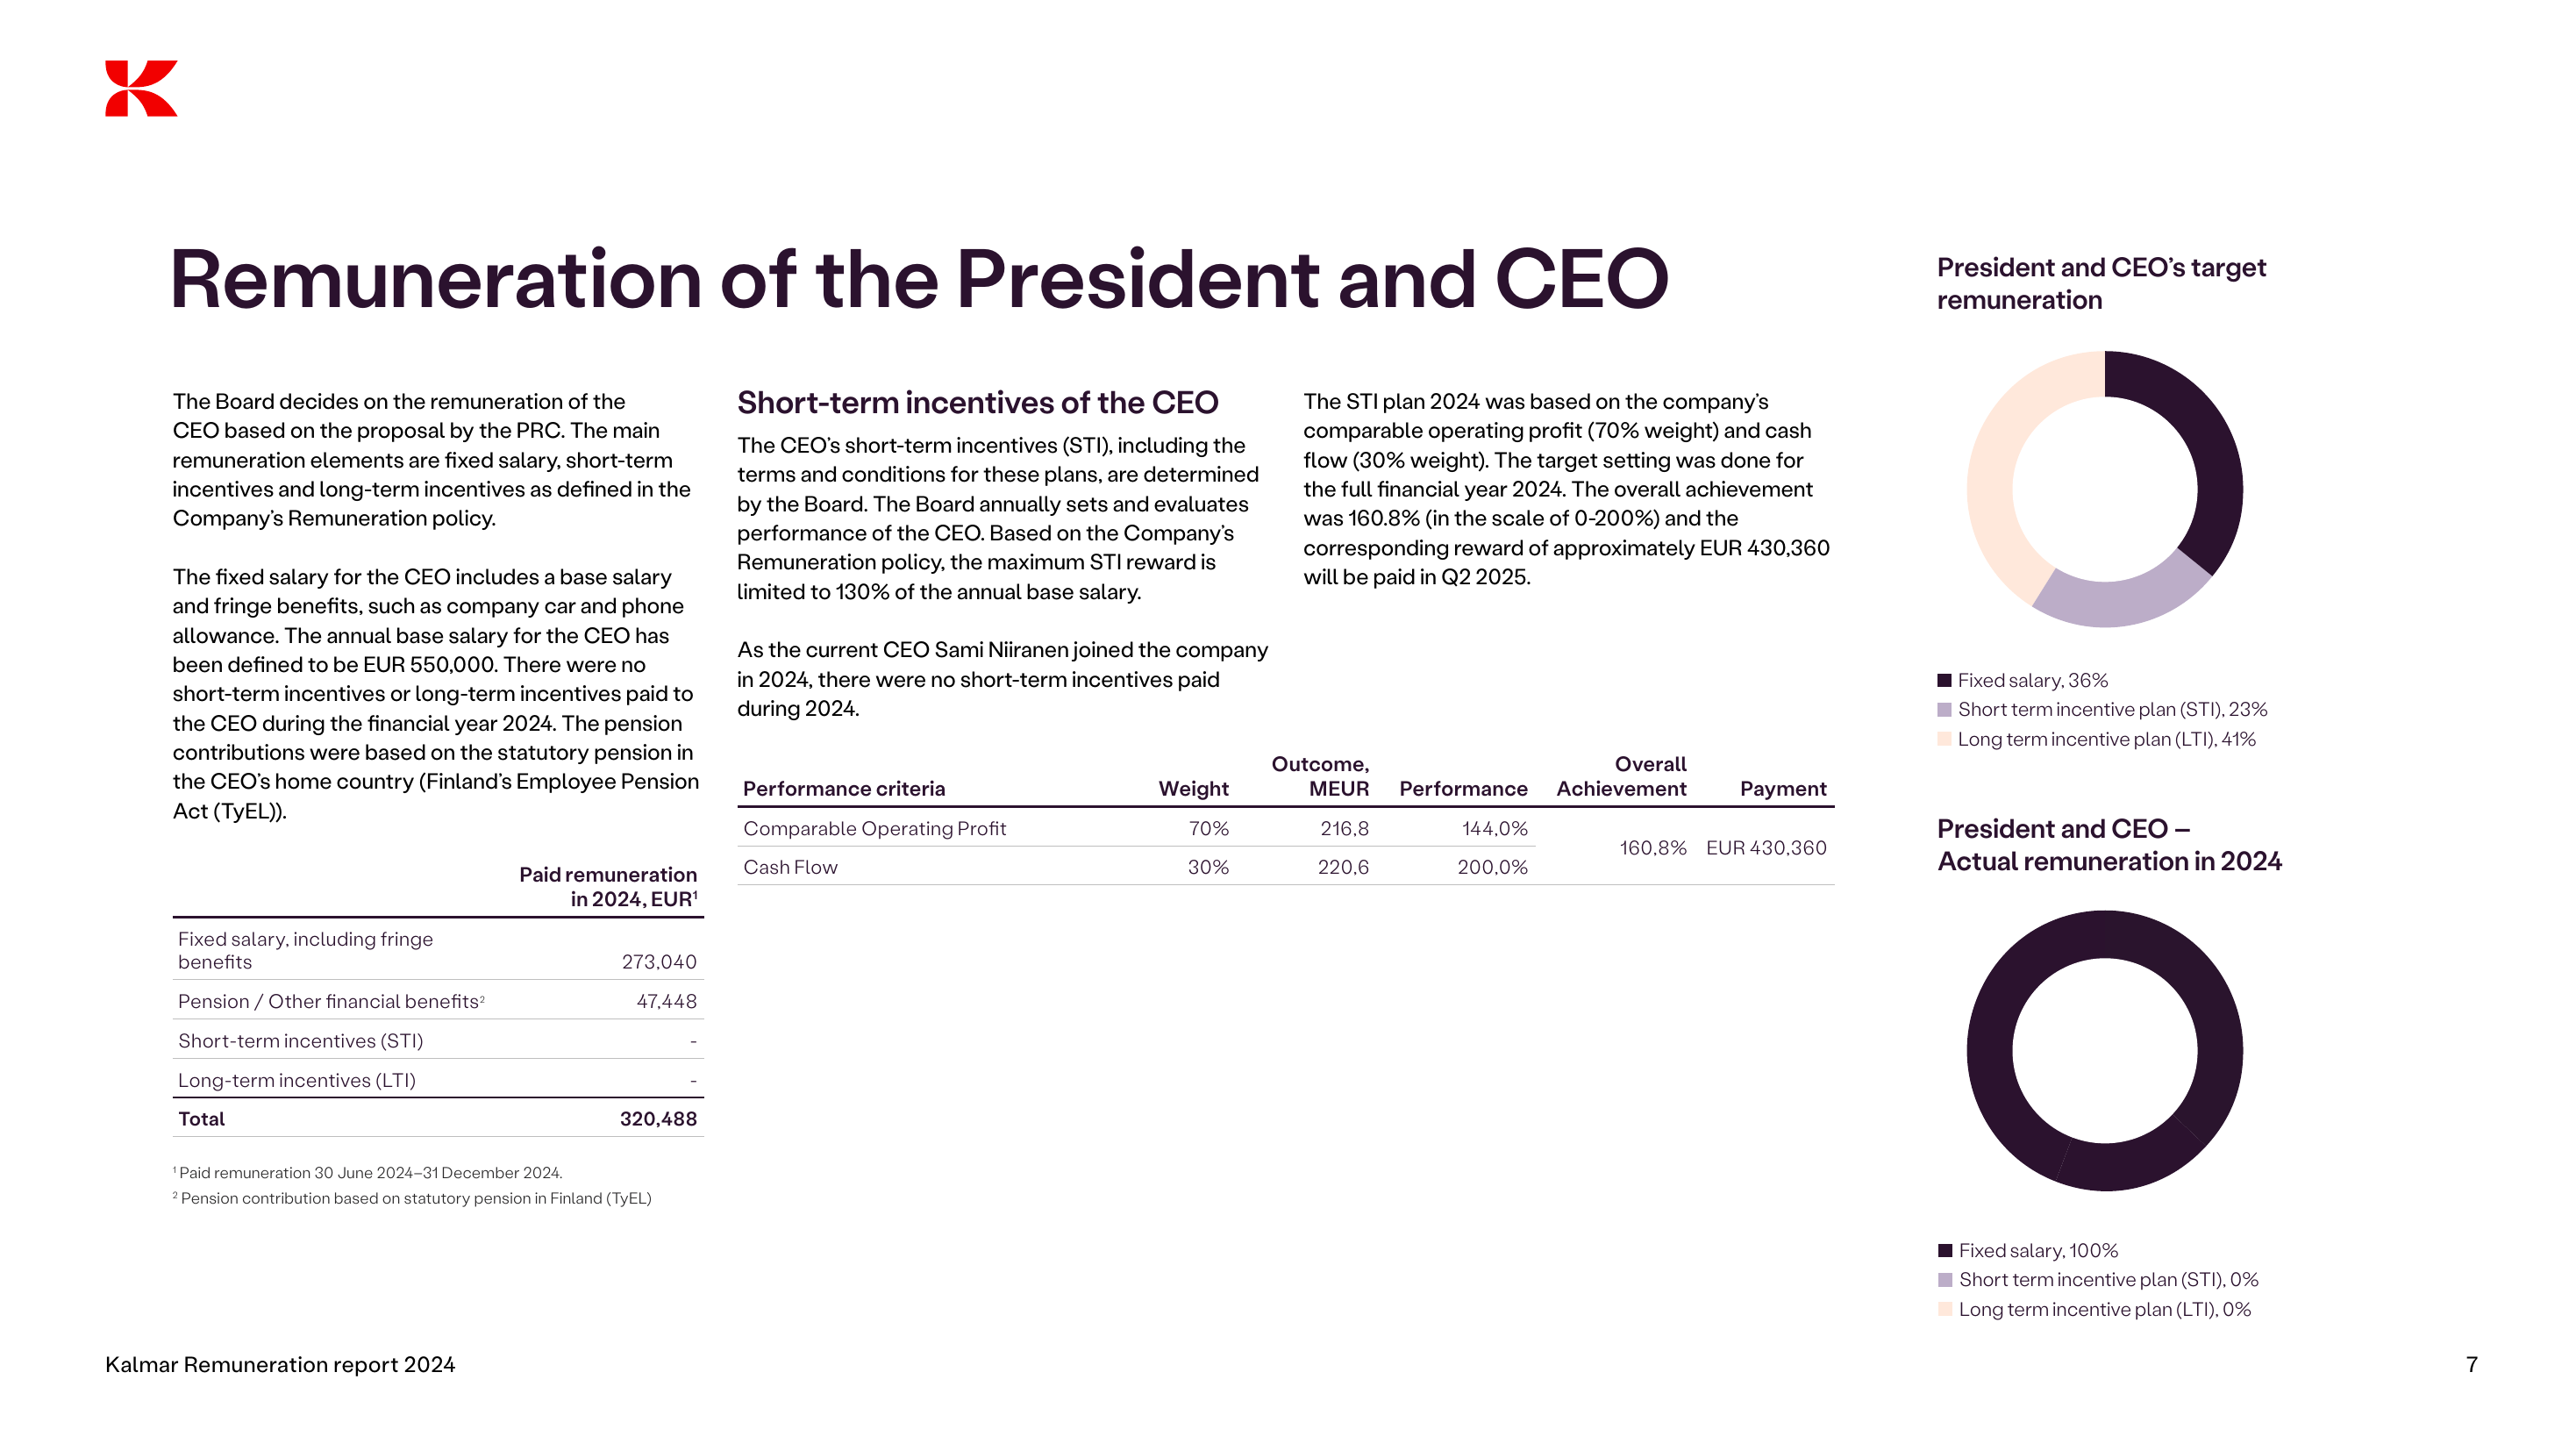 Remuneration of the President and CEO
The Board decides on the remuneration of the
CEO based on the proposal by the PRC. The main
remuneration elements are fixed salary, short-term
incentives and long-term incentives as defined in the
Company's Remuneration policy.
The fixed salary for the CEO includes a base salary
and fringe benefits, such as company car and phone
allowance. The annual base salary for the CEO has
been defined to be EUR 550,000. There were no
short-term incentives or long-term incentives paid to
the CEO during the financial year 2024. The pension
contributions were based on the statutory pension in
the CEO's home country (Finland's Employee Pension
Act (TyEL)).
Paid remuneration
in 2024, EUR¹
Fixed salary, including fringe
benefits 273,040
Pension / Other financial benefits² 47,448
Short-term incentives (STI) -
Long-term incentives (LTI) -
Total 320,488
¹ Paid remuneration 30 June 2024–31 December 2024.
² Pension contribution based on statutory pension in Finland (TyEL)
Short-term incentives of the CEO
The CEO's short-term incentives (STI), including the
terms and conditions for these plans, are determined
by the Board. The Board annually sets and evaluates
performance of the CEO. Based on the Company's
Remuneration policy, the maximum STI reward is
limited to 130% of the annual base salary.
As the current CEO Sami Niiranen joined the company
in 2024, there were no short-term incentives paid
during 2024.
The STI plan 2024 was based on the company's
comparable operating profit (70% weight) and cash
flow (30% weight). The target setting was done for
the full financial year 2024. The overall achievement
was 160.8% (in the scale of 0-200%) and the
corresponding reward of approximately EUR 430,360
will be paid in Q2 2025.
Outcome, Overall
Performance criteria Weight MEUR Performance Achievement Payment
Comparable Operating Profit 70% 216,8 144,0%
160,8% EUR 430,360
Cash Flow 30% 220,6 200,0%
President and CEO's target
remuneration
Fixed salary, 36%
Short term incentive plan (STI), 23%
Long term incentive plan (LTI), 41%
President and CEO –
Actual remuneration in 2024
Fixed salary, 100%
Short term incentive plan (STI), 0%
Long term incentive plan (LTI), 0%
Kalmar Remuneration report 2024
7